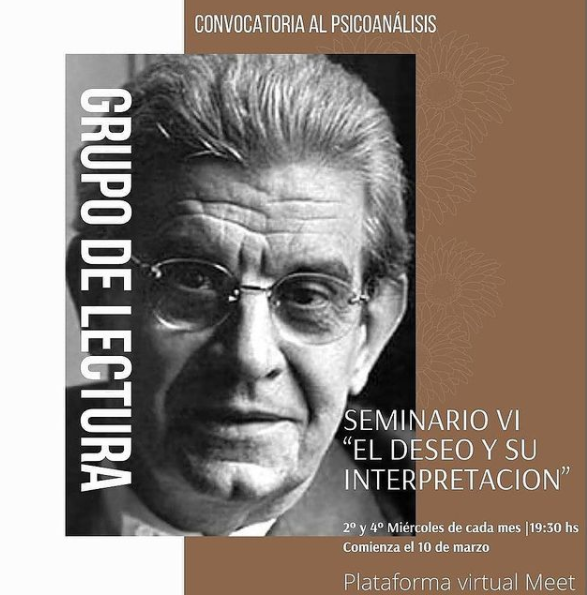 CONVOCATORIA AL PSICOANÁLISIS
GRUPO DE LECTURA
SEMINARIO VI
“EL DESEO Y SU
INTERPRETACION”
2º y 4º Miércoles de cada mes |19:30 hs
Comienza el 10 de marzo
Plataforma virtual Meet